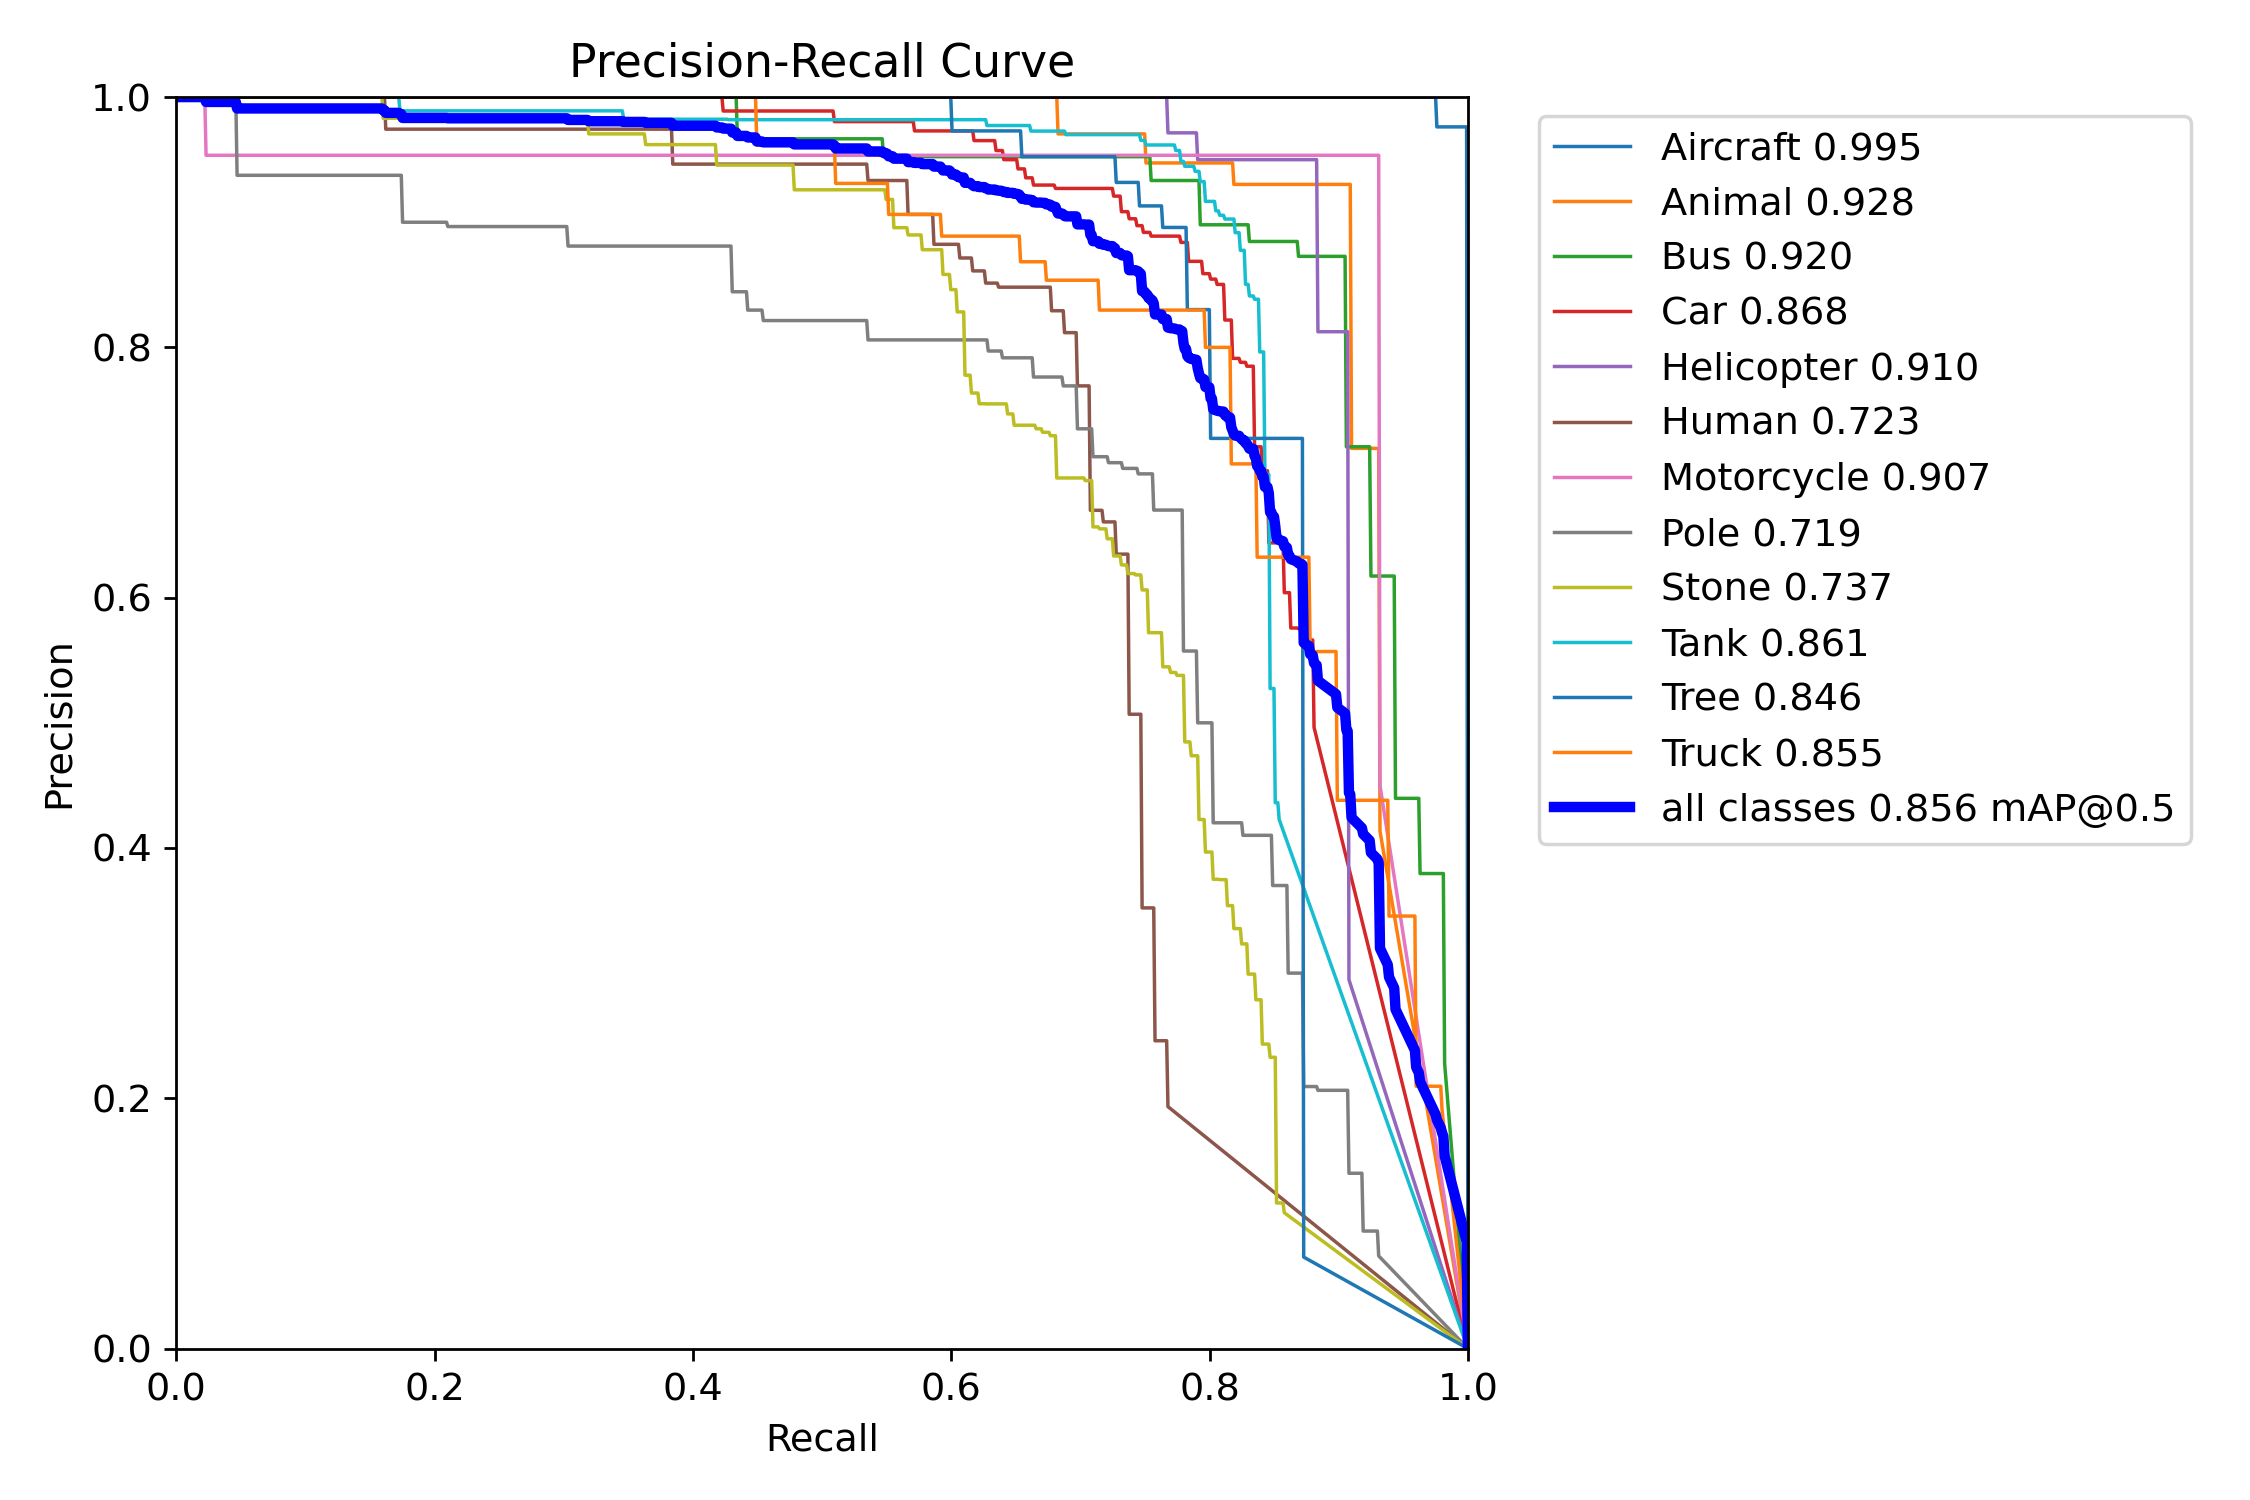 Precision-Recall Curve
1.0
0.8
0.6
0.4
0.2
0.0
Precision
0.0 0.2 0.4 0.6 0.8 1.0
Recall
Aircraft 0.995
Animal 0.928
Bus 0.920
Car 0.868
Helicopter 0.910
Human 0.723
Motorcycle 0.907
Pole 0.719
Stone 0.737
Tank 0.861
Tree 0.846
Truck 0.855
all classes 0.856 mAP@0.5